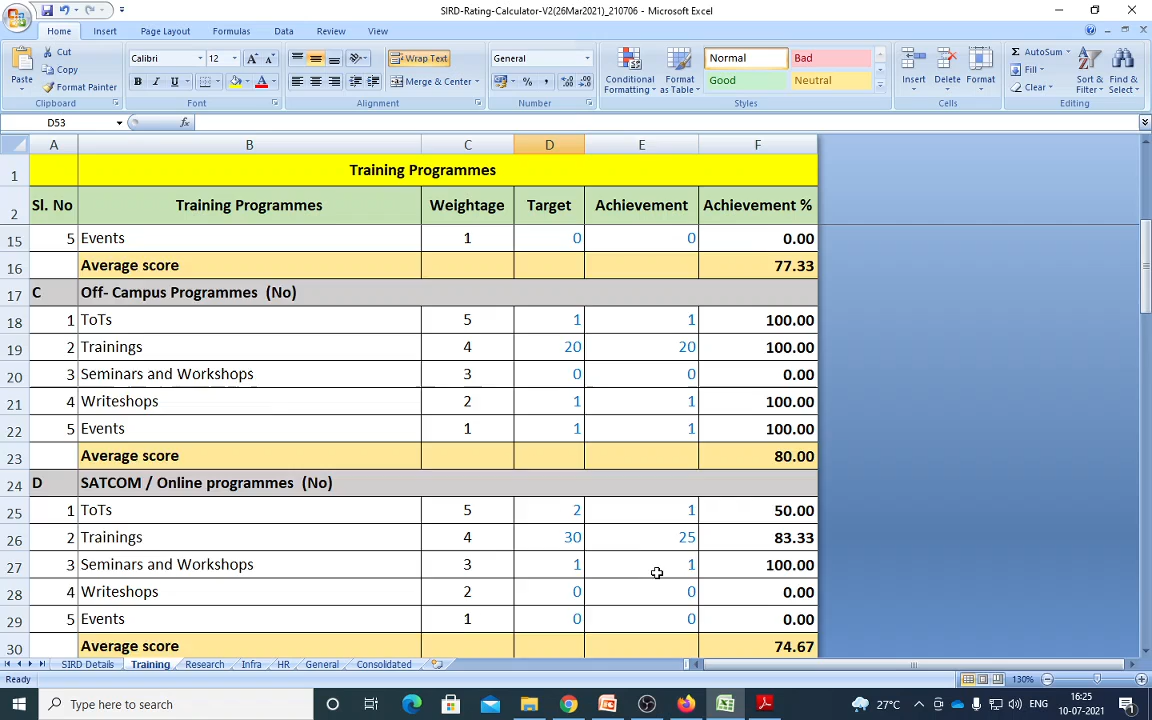 SIRD-Rating-Calculator-V2(26Mar2021)_210706 - Microsoft Excel
Home Insert Page Layout Formulas Data Review View
Paste Cut Copy Format Painter Clipboard
Calibri 12 B I U A Font
Wrap Text Merge & Center Alignment
General % , Number
Conditional Formatting Format as Table Normal Bad Good Neutral Styles
Insert Delete Format Cells
AutoSum Fill Clear Sort & Filter Find & Select Editing
D53 fx
A B C D E F
1 Training Programmes
2 Sl. No Training Programmes Weightage Target Achievement Achievement %
15 5 Events 1 0 0 0.00
16 Average score 77.33
17 C Off- Campus Programmes (No)
18 1 ToTs 5 1 1 100.00
19 2 Trainings 4 20 20 100.00
20 3 Seminars and Workshops 3 0 0 0.00
21 4 Writeshops 2 1 1 100.00
22 5 Events 1 1 1 100.00
23 Average score 80.00
24 D SATCOM / Online programmes (No)
25 1 ToTs 5 2 1 50.00
26 2 Trainings 4 30 25 83.33
27 3 Seminars and Workshops 3 1 1 100.00
28 4 Writeshops 2 0 0 0.00
29 5 Events 1 0 0 0.00
30 Average score 74.67
SIRD Details Training Research Infra HR General Consolidated
Ready 130%
Type here to search 27°C ENG 16:25
10-07-2021